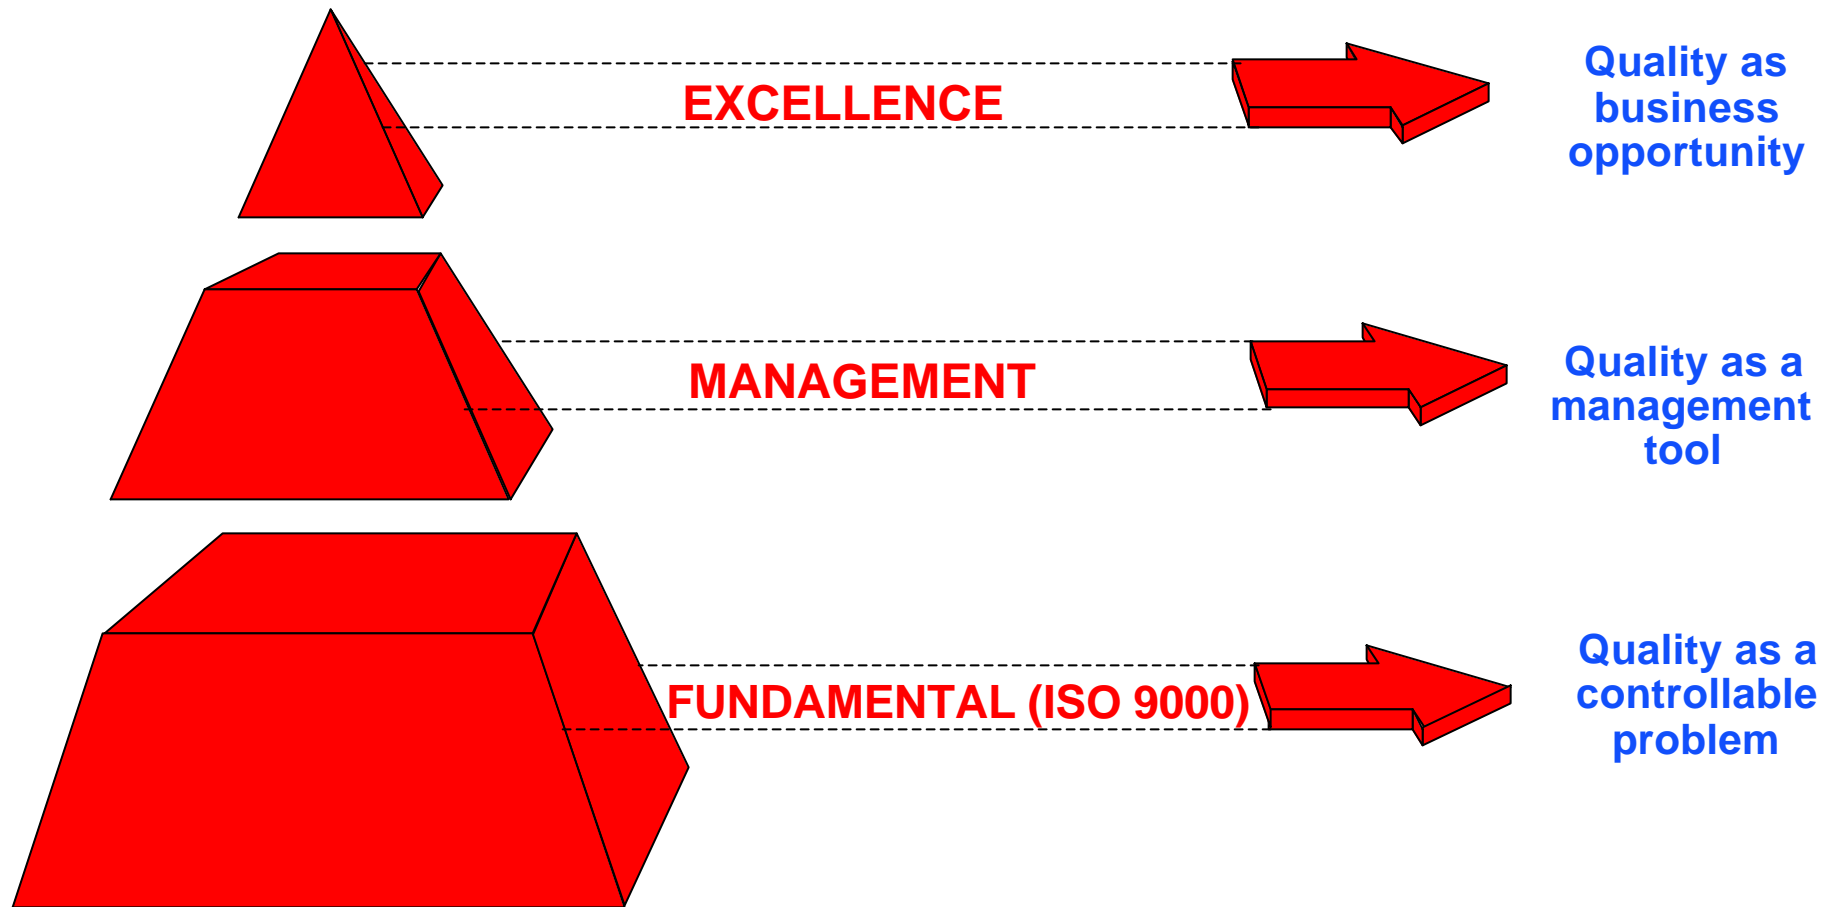 EXCELLENCE
Quality as
business
opportunity
MANAGEMENT
Quality as a
management
tool
FUNDAMENTAL (ISO 9000)
Quality as a
controllable
problem